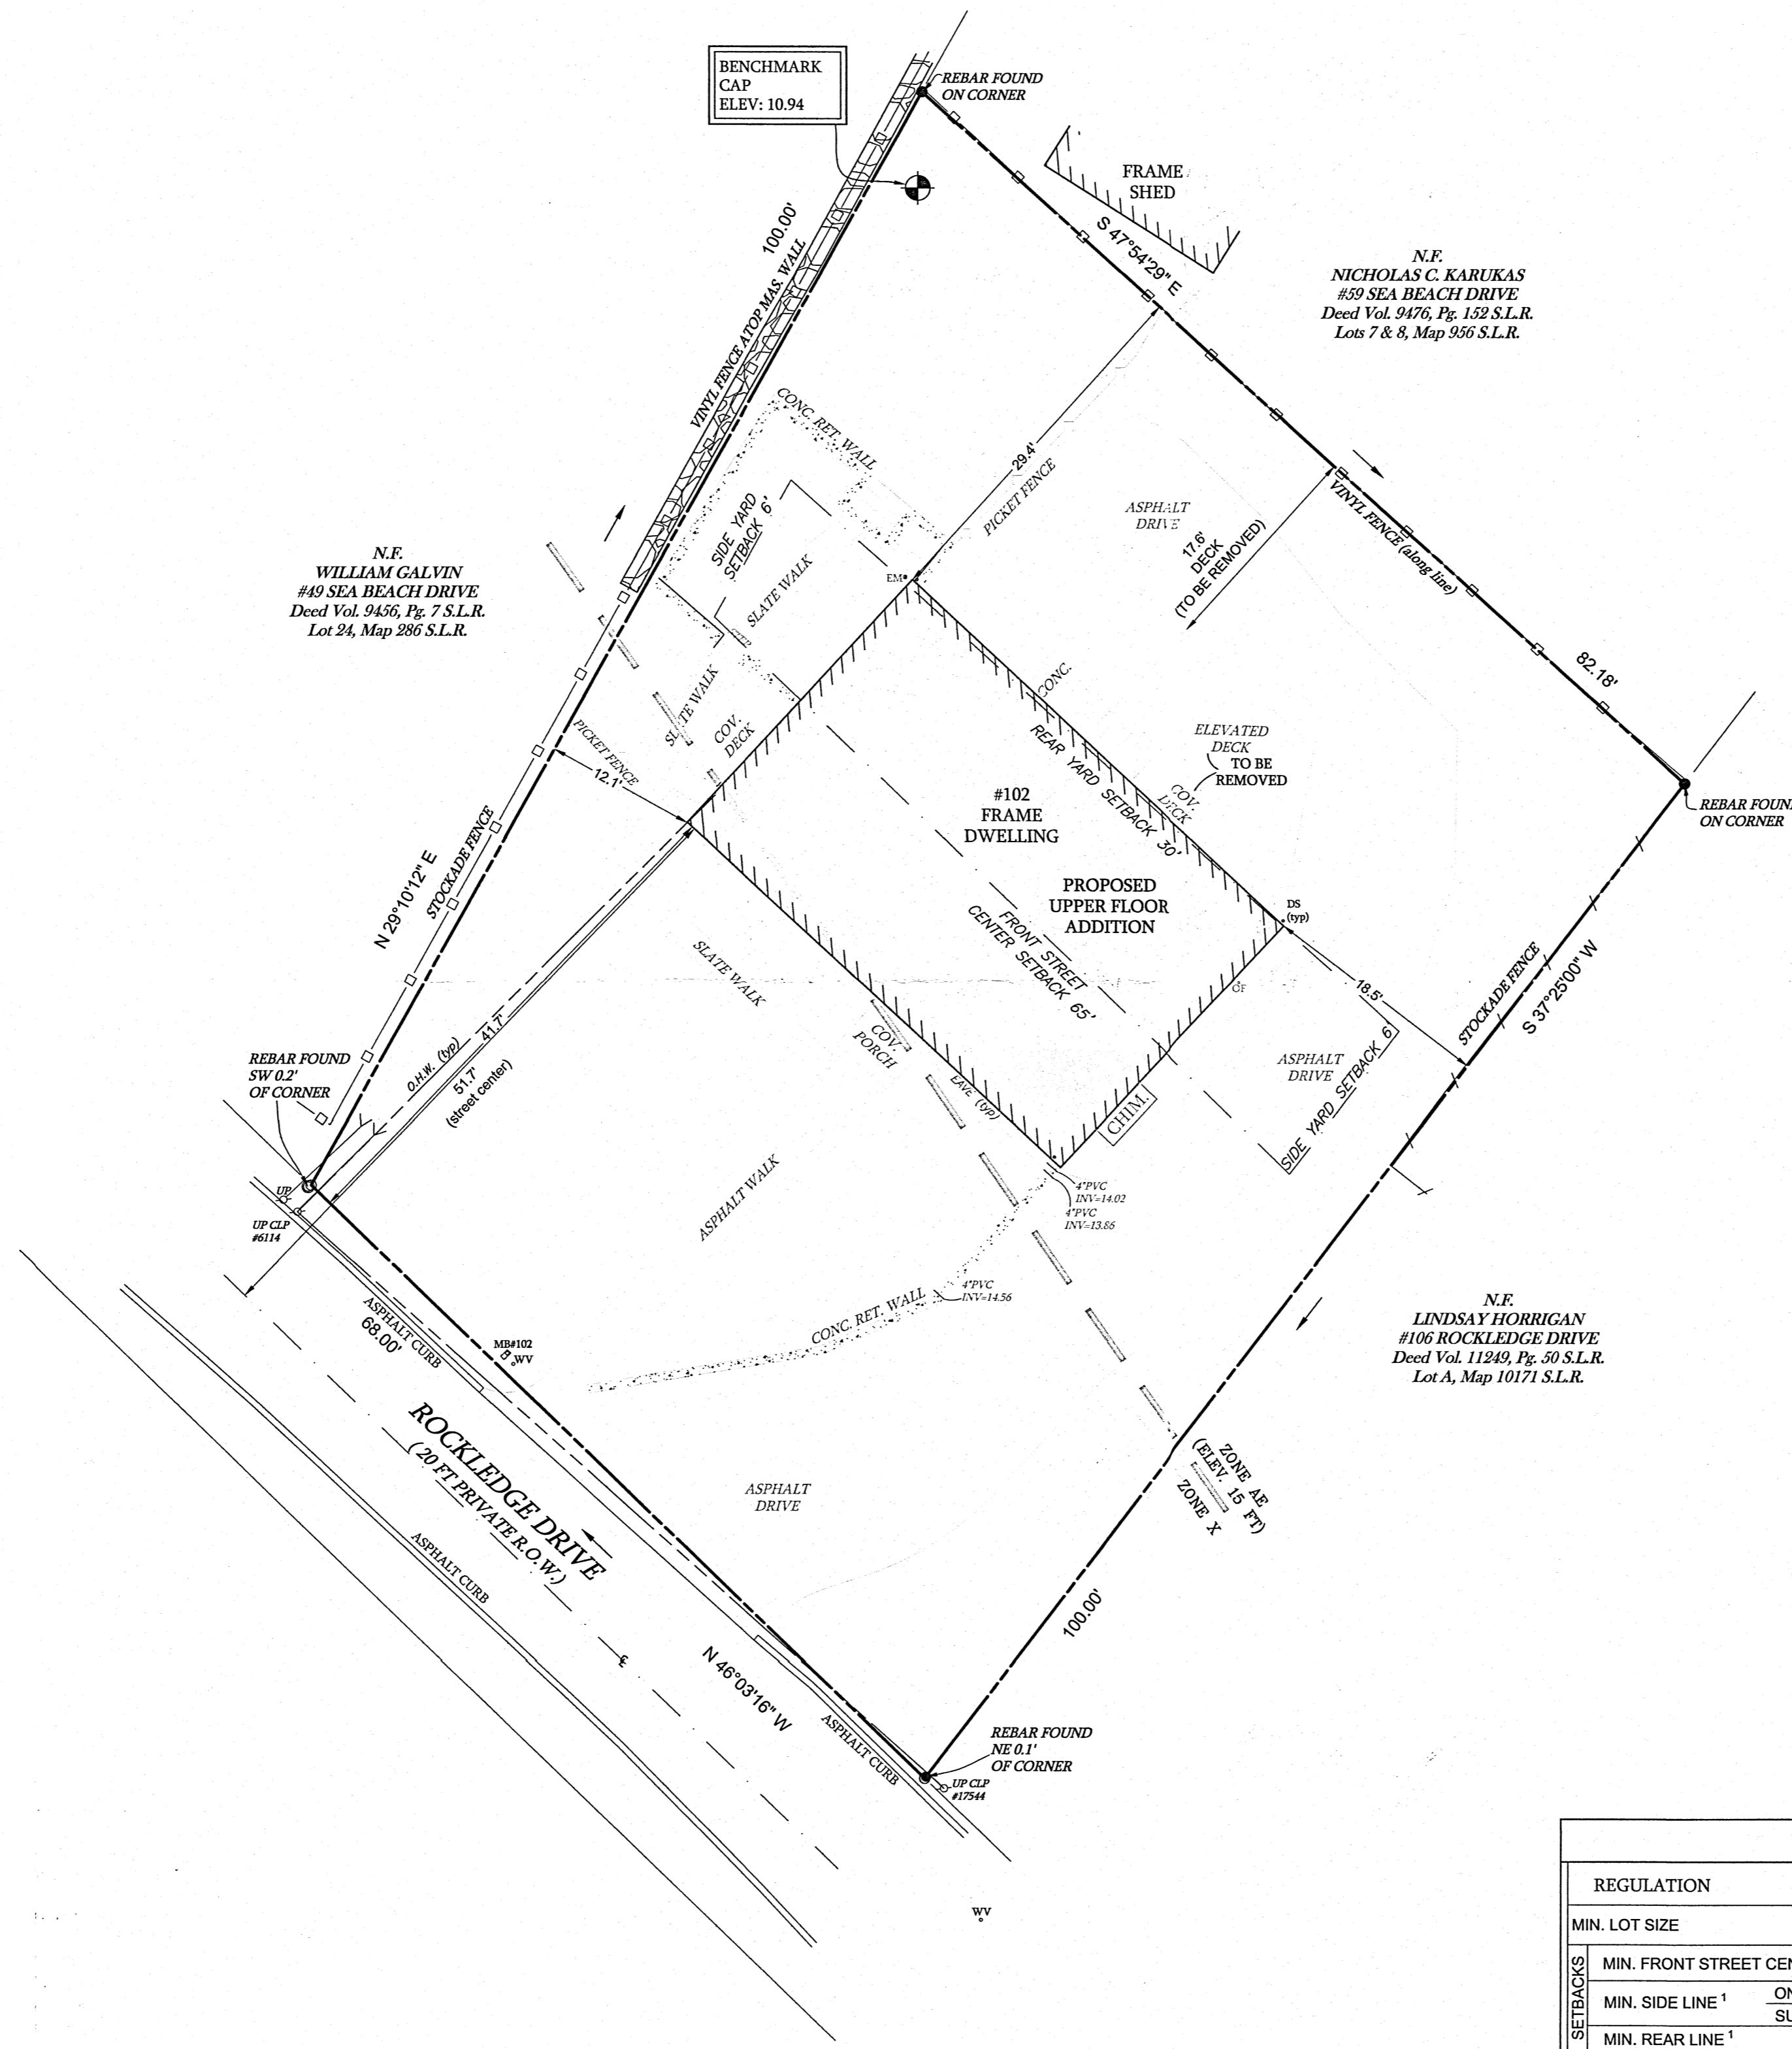 BENCHMARK
CAP
ELEV: 10.94
REBAR FOUND
ON CORNER
FRAME
SHED
100.00'
VINYL FENCE ATOP MAS. WALL
S 47°54'29" E
N.F.
NICHOLAS C. KARUKAS
#59 SEA BEACH DRIVE
Deed Vol. 9476, Pg. 152 S.L.R.
Lots 7 & 8, Map 956 S.L.R.
CONC. RET. WALL
29.4'
PICKET FENCE
ASPHALT
DRIVE
17.6'
DECK
(TO BE REMOVED)
VINYL FENCE (along line)
SIDE YARD
SETBACK 6'
SLATE WALK
EM
N.F.
WILLIAM GALVIN
#49 SEA BEACH DRIVE
Deed Vol. 9456, Pg. 7 S.L.R.
Lot 24, Map 286 S.L.R.
82.18'
SLATE WALK
COV.
DECK
PICKET FENCE
12.1'
CONC.
REAR YARD SETBACK 30'
ELEVATED
DECK
TO BE
REMOVED
COV.
DECK
#102
FRAME
DWELLING
REBAR FOUND
ON CORNER
STOCKADE FENCE
N 29°10'12" E
PROPOSED
UPPER FLOOR
ADDITION
DS
(typ)
FRONT STREET
CENTER SETBACK 65'
SLATE WALK
OF
18.5'
STOCKADE FENCE
S 37°25'00" W
COV.
PORCH
EAVE (typ)
CHIM.
ASPHALT
DRIVE
SIDE YARD SETBACK 6'
REBAR FOUND
SW 0.2'
OF CORNER
O.H.W. (typ)
41.7'
51.7'
(street center)
UP
UP CLP
#6114
ASPHALT WALK
4"PVC
INV=14.02
4"PVC
INV=13.86
4"PVC
INV=14.56
CONC. RET. WALL
ASPHALT CURB
68.00'
MB#102
WV
N.F.
LINDSAY HORRIGAN
#106 ROCKLEDGE DRIVE
Deed Vol. 11249, Pg. 50 S.L.R.
Lot A, Map 10171 S.L.R.
ROCKLEDGE DRIVE
(20 FT PRIVATE R.O.W.)
ASPHALT CURB
ASPHALT
DRIVE
ZONE AE
(ELEV. 15 FT)
ZONE X
100.00'
N 46°03'16" W
ASPHALT CURB
REBAR FOUND
NE 0.1'
OF CORNER
UP CLP
#17544
WV
REGULATION
MIN. LOT SIZE
SETBACKS
MIN. FRONT STREET CEN
MIN. SIDE LINE 1
MIN. REAR LINE 1